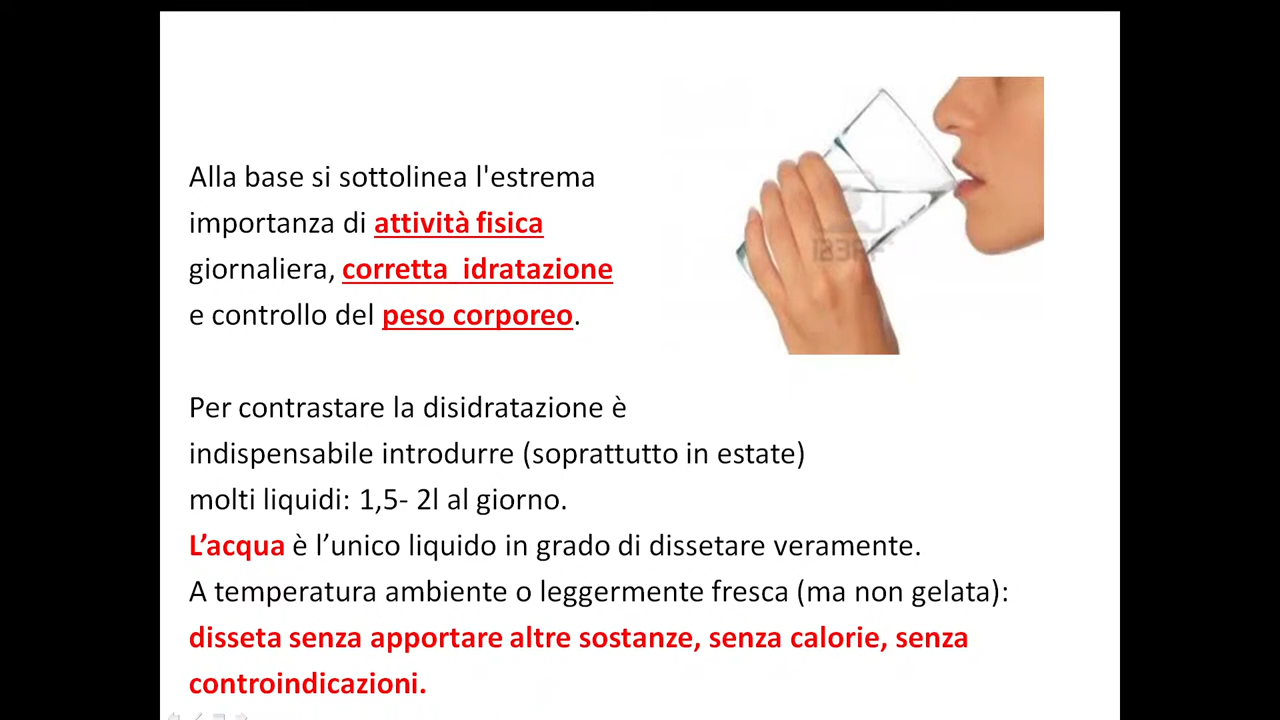 Alla base si sottolinea l'estrema
importanza di attività fisica
giornaliera, corretta  idratazione
e controllo del peso corporeo.
Per contrastare la disidratazione è
indispensabile introdurre (soprattutto in estate)
molti liquidi: 1,5- 2l al giorno.
L’acqua è l’unico liquido in grado di dissetare veramente.
A temperatura ambiente o leggermente fresca (ma non gelata):
disseta senza apportare altre sostanze, senza calorie, senza
controindicazioni.